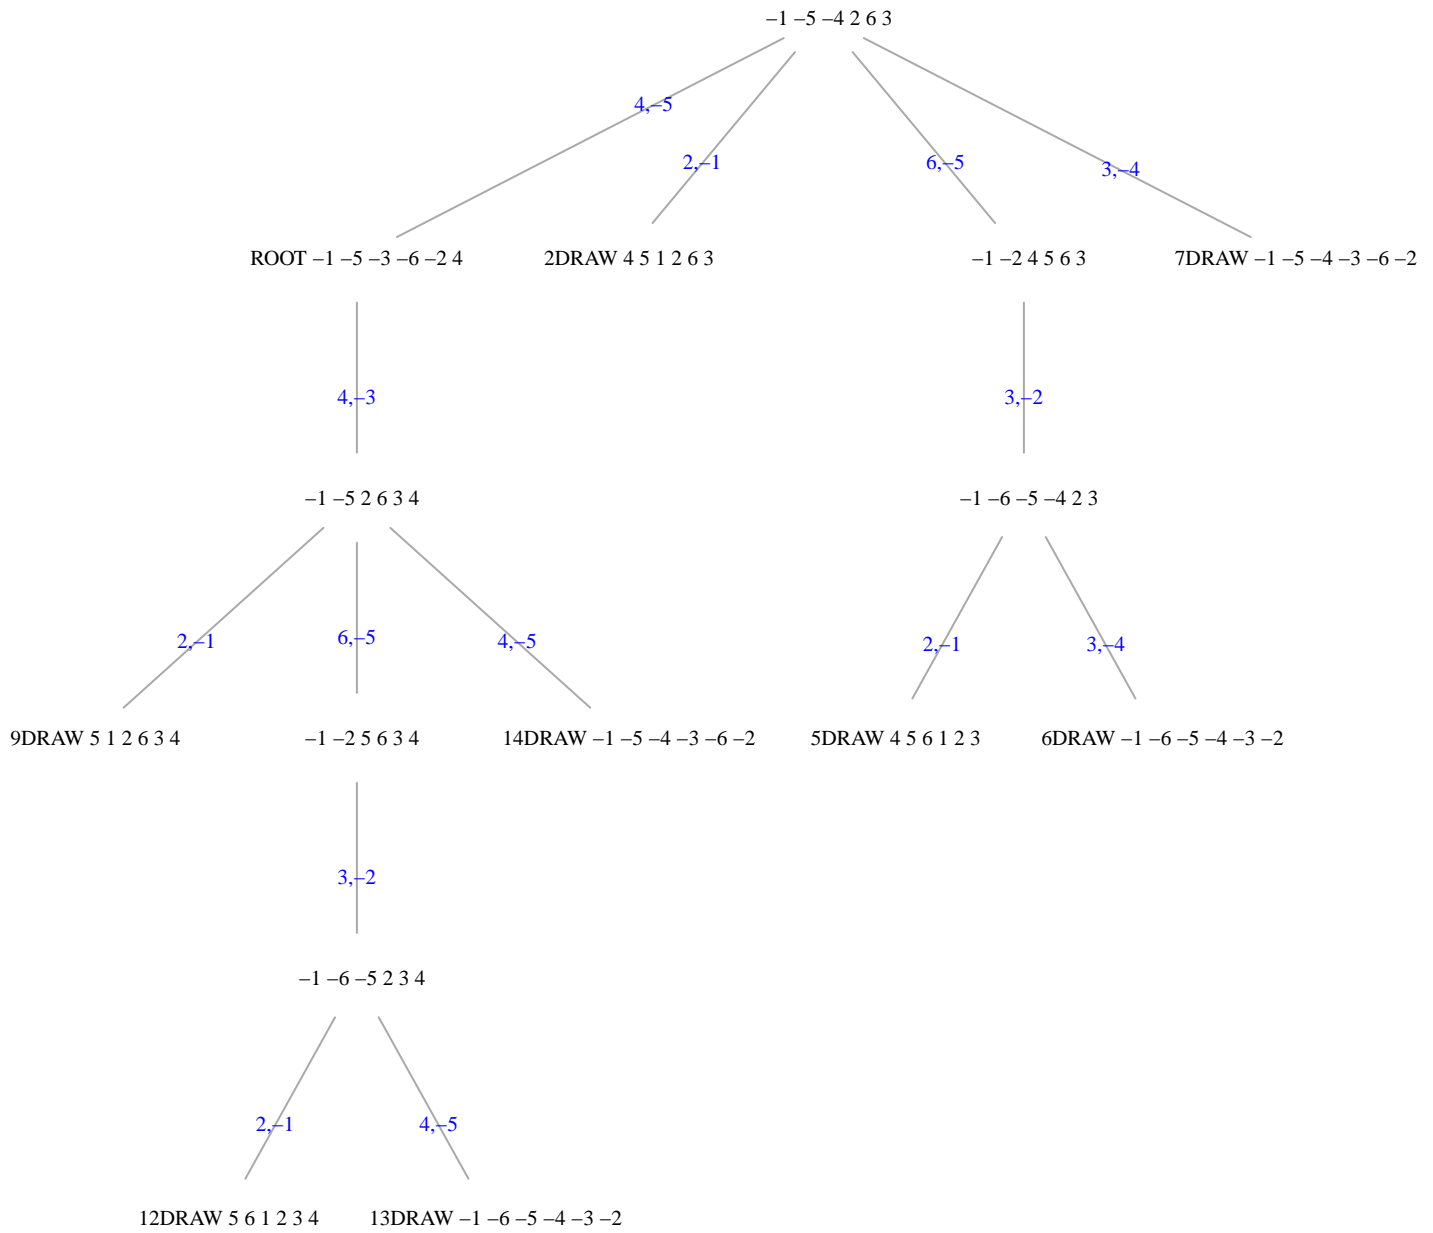 –1 –5 –4 2 6 3
4,–5
2,–1
6,–5
3,–4
ROOT –1 –5 –3 –6 –2 4
2DRAW 4 5 1 2 6 3
–1 –2 4 5 6 3
7DRAW –1 –5 –4 –3 –6 –2
4,–3
3,–2
–1 –5 2 6 3 4
–1 –6 –5 –4 2 3
2,–1
6,–5
4,–5
2,–1
3,–4
9DRAW 5 1 2 6 3 4
–1 –2 5 6 3 4
14DRAW –1 –5 –4 –3 –6 –2
5DRAW 4 5 6 1 2 3
6DRAW –1 –6 –5 –4 –3 –2
3,–2
–1 –6 –5 2 3 4
2,–1
4,–5
12DRAW 5 6 1 2 3 4
13DRAW –1 –6 –5 –4 –3 –2